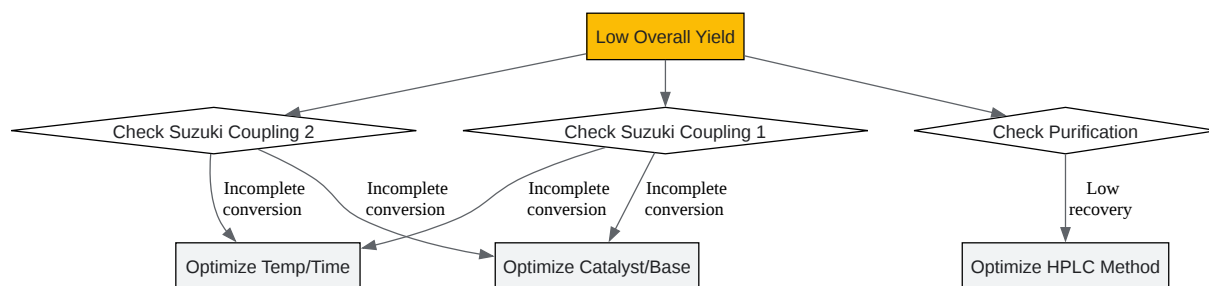 Low Overall Yield
Check Suzuki Coupling 2
Check Suzuki Coupling 1
Check Purification
Incomplete
conversion
Incomplete
conversion
Incomplete
conversion
Incomplete
conversion
Low
recovery
Optimize Temp/Time
Optimize Catalyst/Base
Optimize HPLC Method